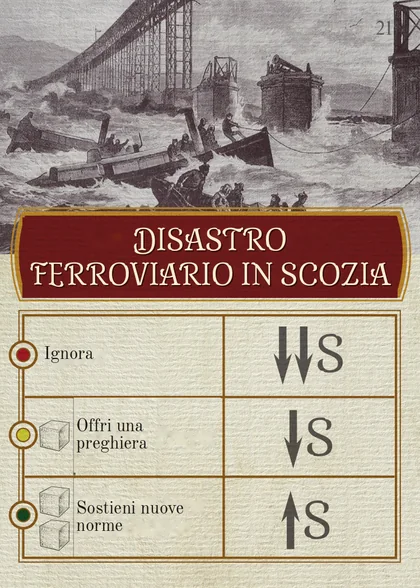 21
DISASTRO
FERROVIARIO IN SCOZIA
Ignora
S
Offri una
preghiera
S
Sostieni nuove
norme
S